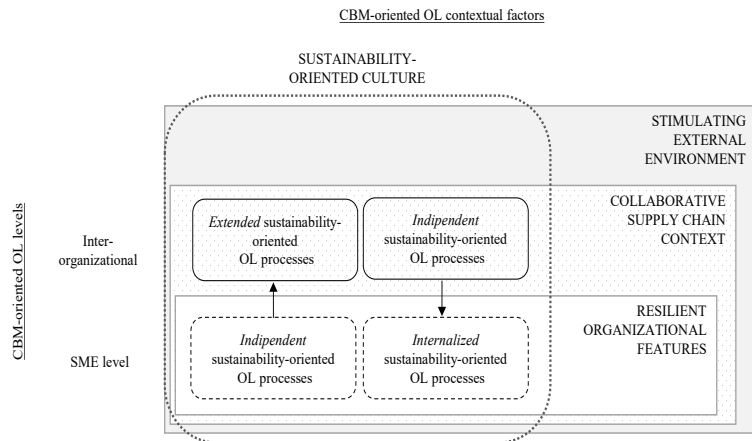 CBM-oriented OL contextual factors
SUSTAINABILITY-
ORIENTED CULTURE
STIMULATING
EXTERNAL
ENVIRONMENT
COLLABORATIVE
SUPPLY CHAIN
CONTEXT
CBM-oriented OL levels
Inter-
organizational
Extended sustainability-
oriented
OL processes
Indipendent
sustainability-oriented
OL processes
RESILIENT
ORGANIZATIONAL
FEATURES
SME level
Indipendent
sustainability-oriented
OL processes
Internalized
sustainability-oriented
OL processes